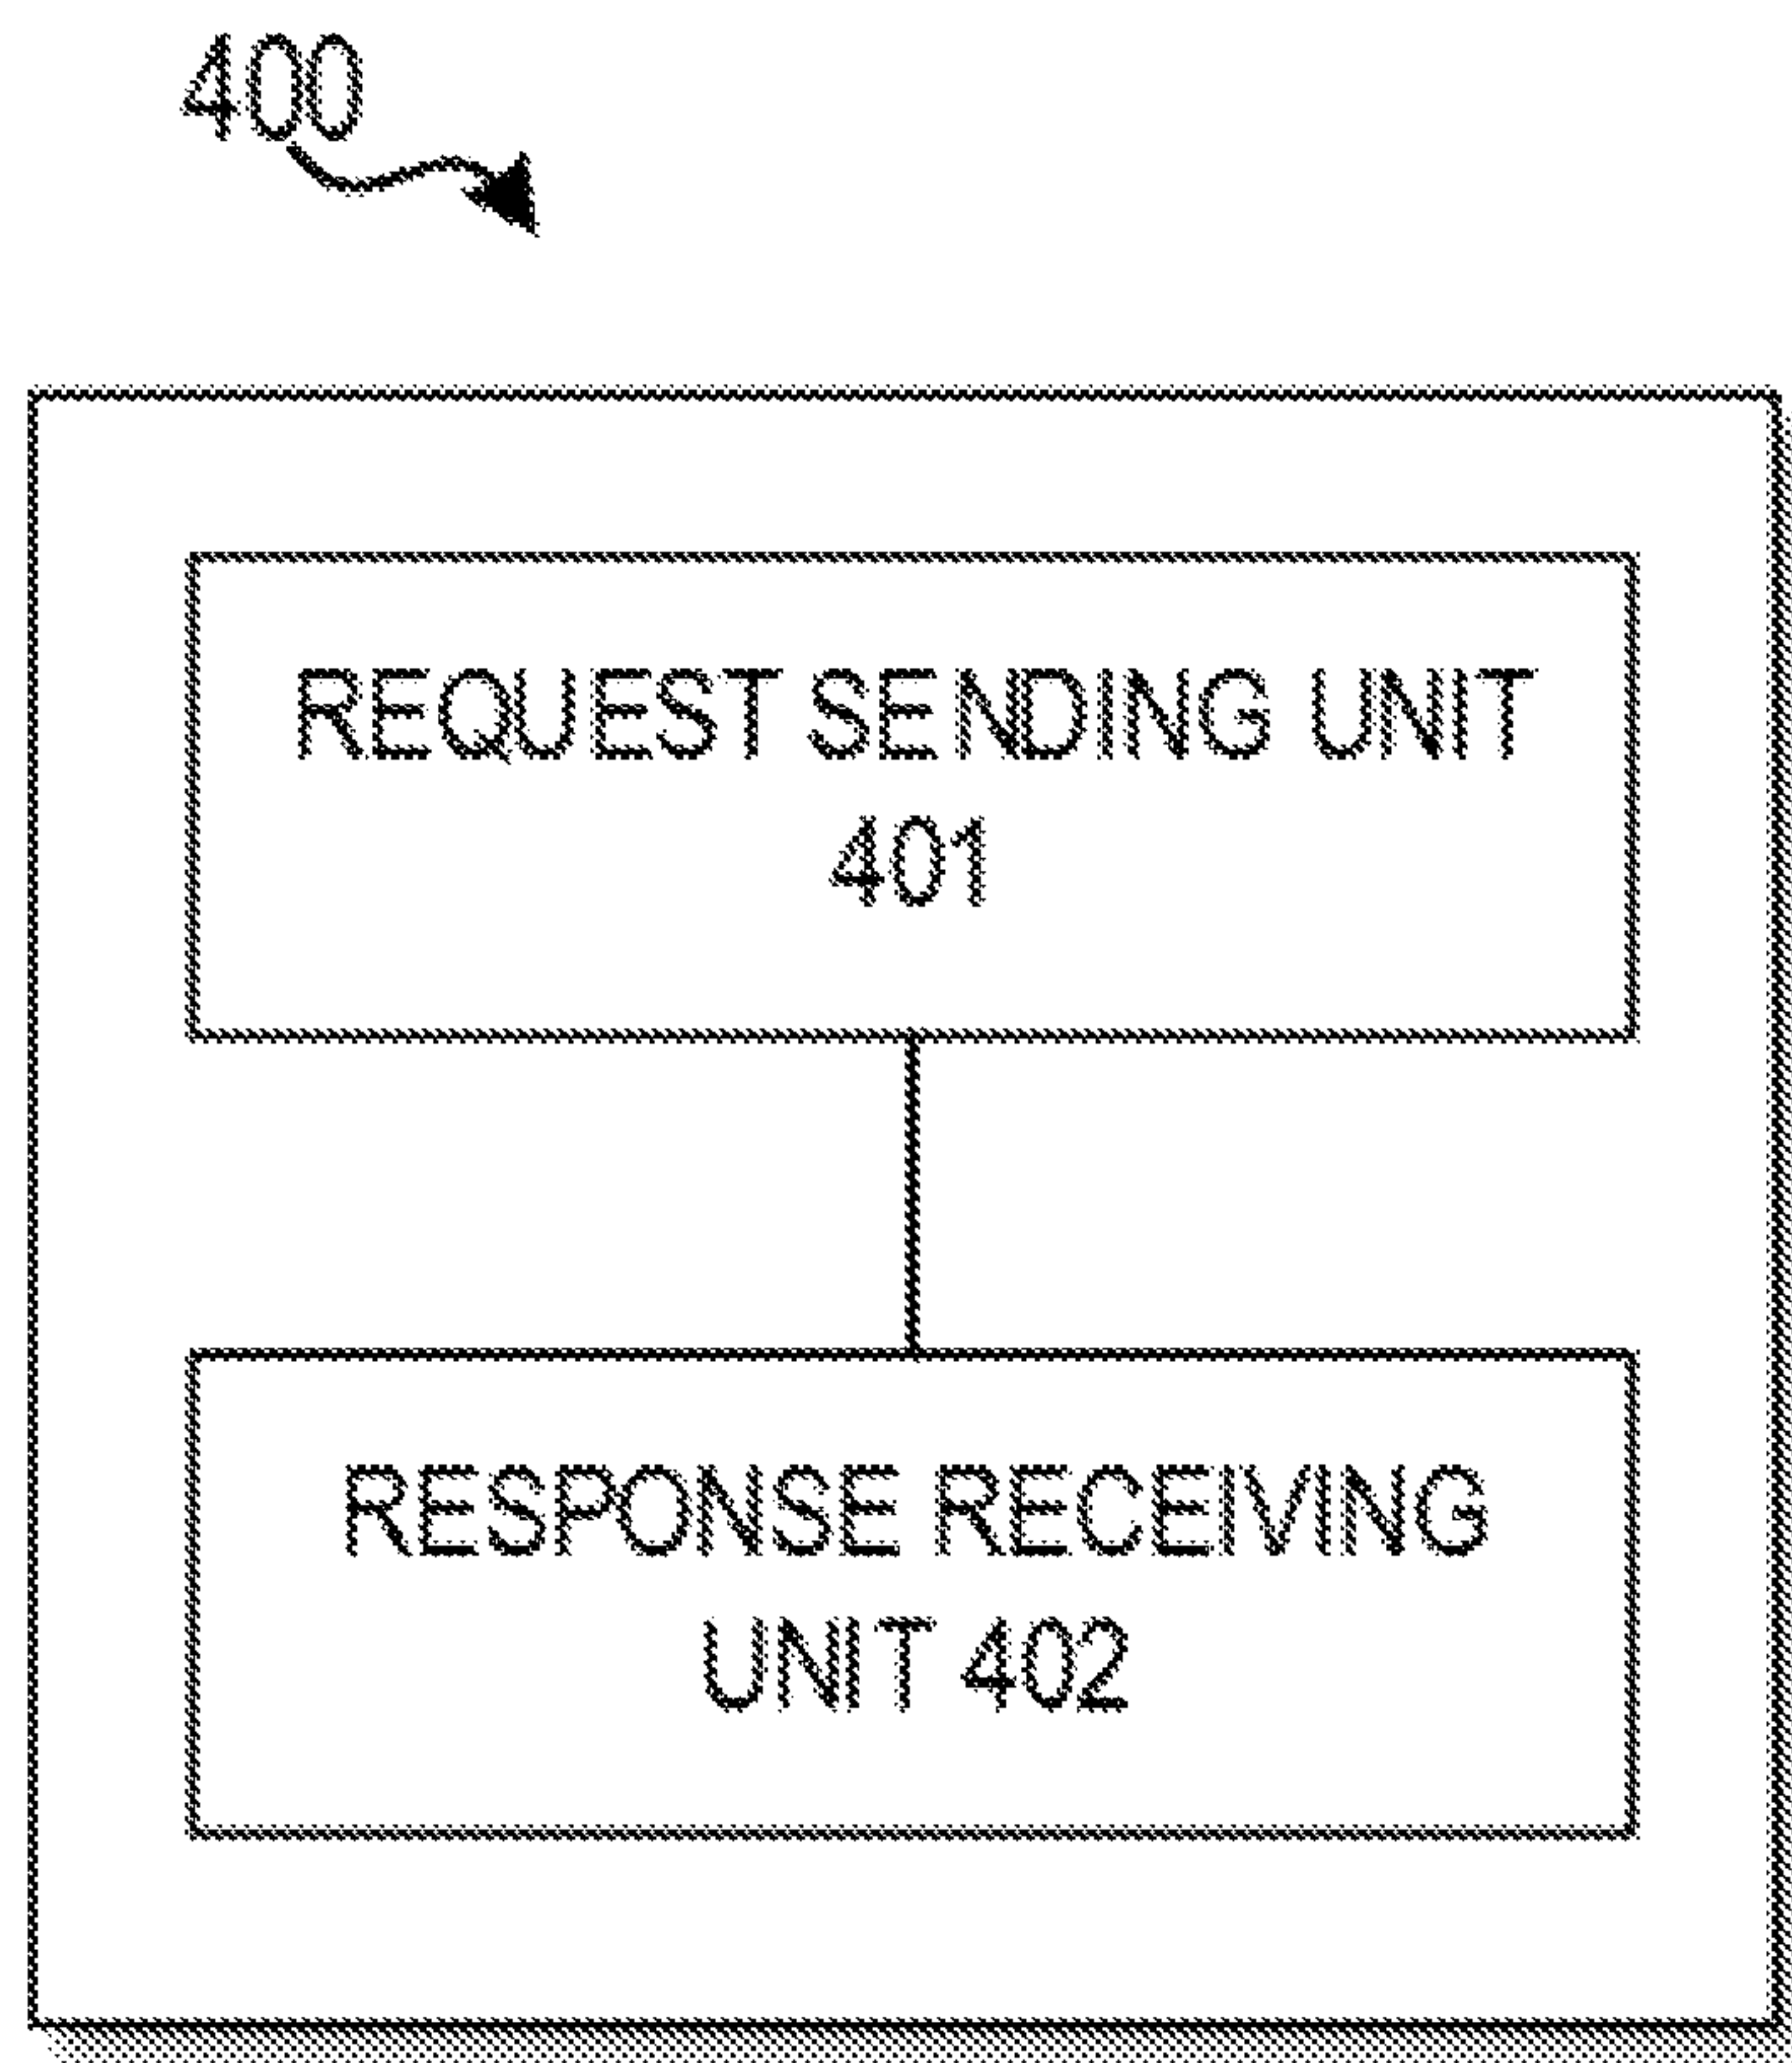 400
REQUEST SENDING UNIT
401
RESPONSE RECEIVING
UNIT 402